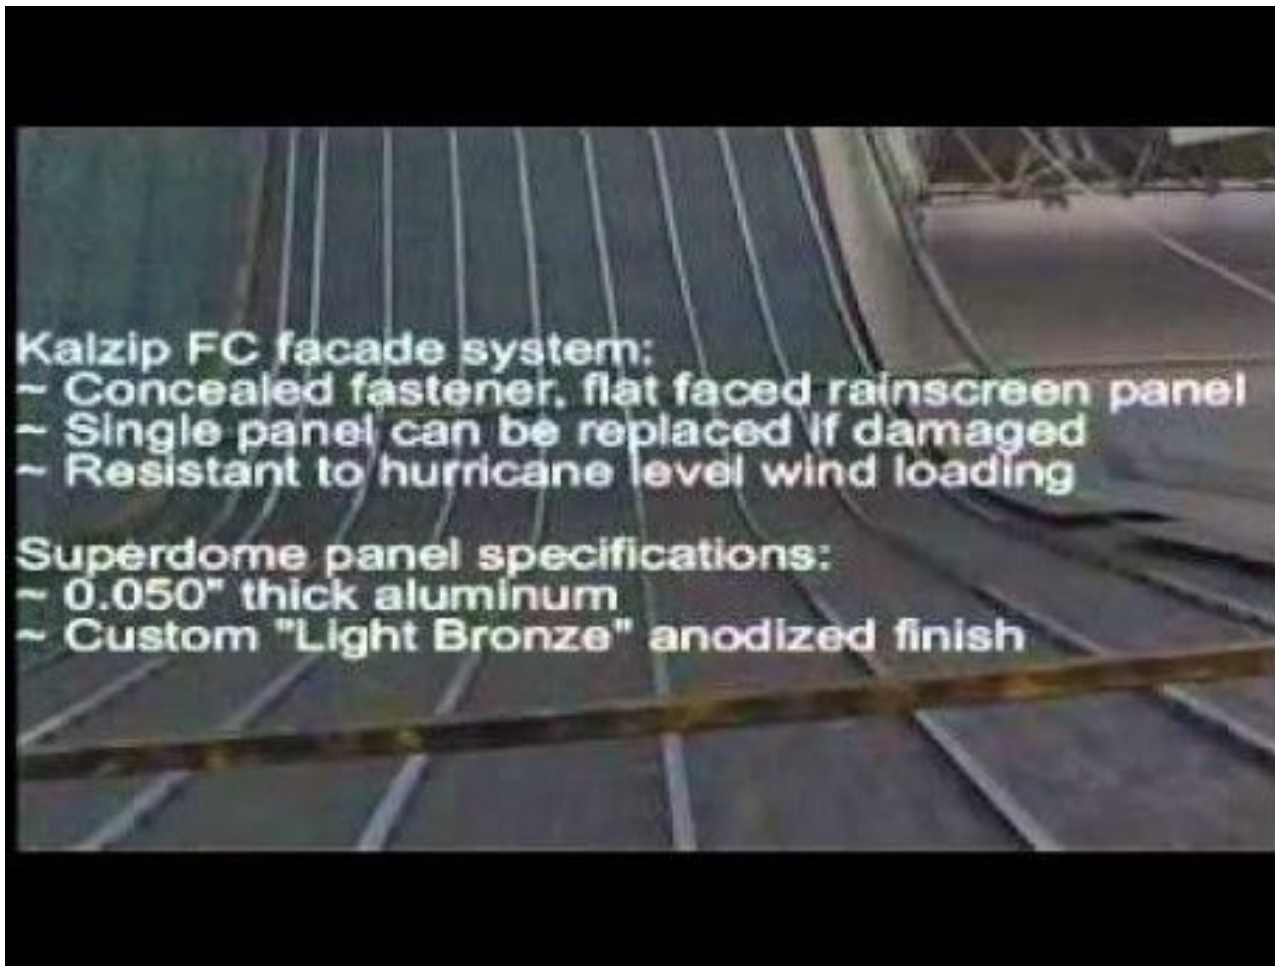 Kalzip FC facade system:
~ Concealed fastener, flat faced rainscreen panel
~ Single panel can be replaced if damaged
~ Resistant to hurricane level wind loading
Superdome panel specifications:
~ 0.050" thick aluminum
~ Custom "Light Bronze" anodized finish